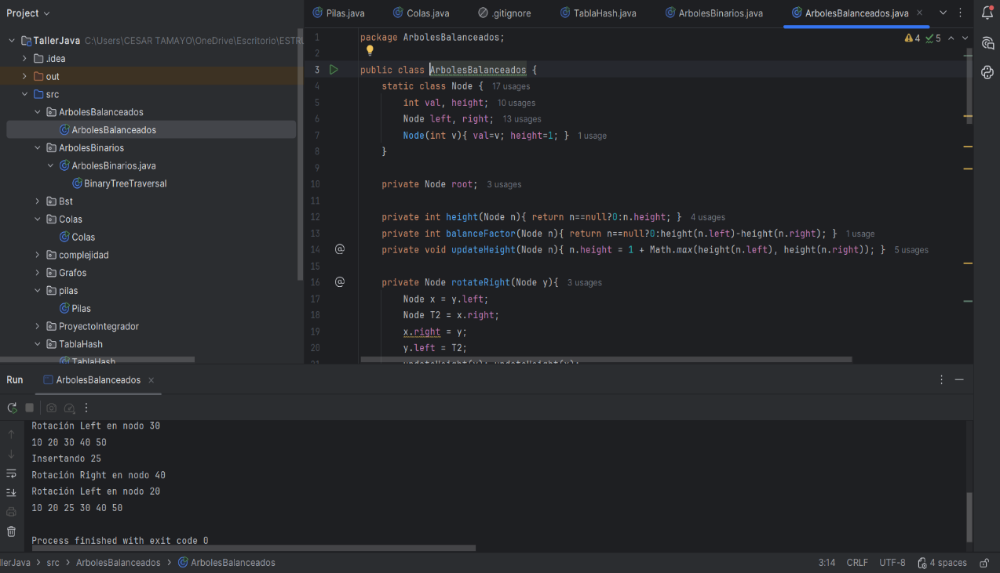 Project
TallerJava C:\Users\CESAR TAMAYO\OneDrive\Escritorio\ESTRU
.idea
out
src
ArbolesBalanceados
ArbolesBalanceados
ArbolesBinarios
ArbolesBinarios.java
BinaryTreeTraversal
Bst
Colas
Colas
complejidad
Grafos
pilas
Pilas
ProyectoIntegrador
TablaHash
TablaHash
Pilas.java Colas.java .gitignore TablaHash.java ArbolesBinarios.java ArbolesBalanceados.java
4 5
1 package ArbolesBalanceados;
2
3 public class ArbolesBalanceados {
4 static class Node { 17 usages
5 int val, height; 10 usages
6 Node left, right; 13 usages
7 Node(int v){ val=v; height=1; } 1 usage
8 }
9
10 private Node root; 3 usages
11
12 private int height(Node n){ return n==null?0:n.height; } 4 usages
13 private int balanceFactor(Node n){ return n==null?0:height(n.left)-height(n.right); } 1 usage
14 private void updateHeight(Node n){ n.height = 1 + Math.max(height(n.left), height(n.right)); } 5 usages
15
16 private Node rotateRight(Node y){ 3 usages
17 Node x = y.left;
18 Node T2 = x.right;
19 x.right = y;
20 y.left = T2;
21 updateHeight(y); updateHeight(x);
Run ArbolesBalanceados
Rotación Left en nodo 30
10 20 30 40 50
Insertando 25
Rotación Right en nodo 40
Rotación Left en nodo 20
10 20 25 30 40 50
Process finished with exit code 0
llerJava > src > ArbolesBalanceados > ArbolesBalanceados
3:14 CRLF UTF-8 4 spaces